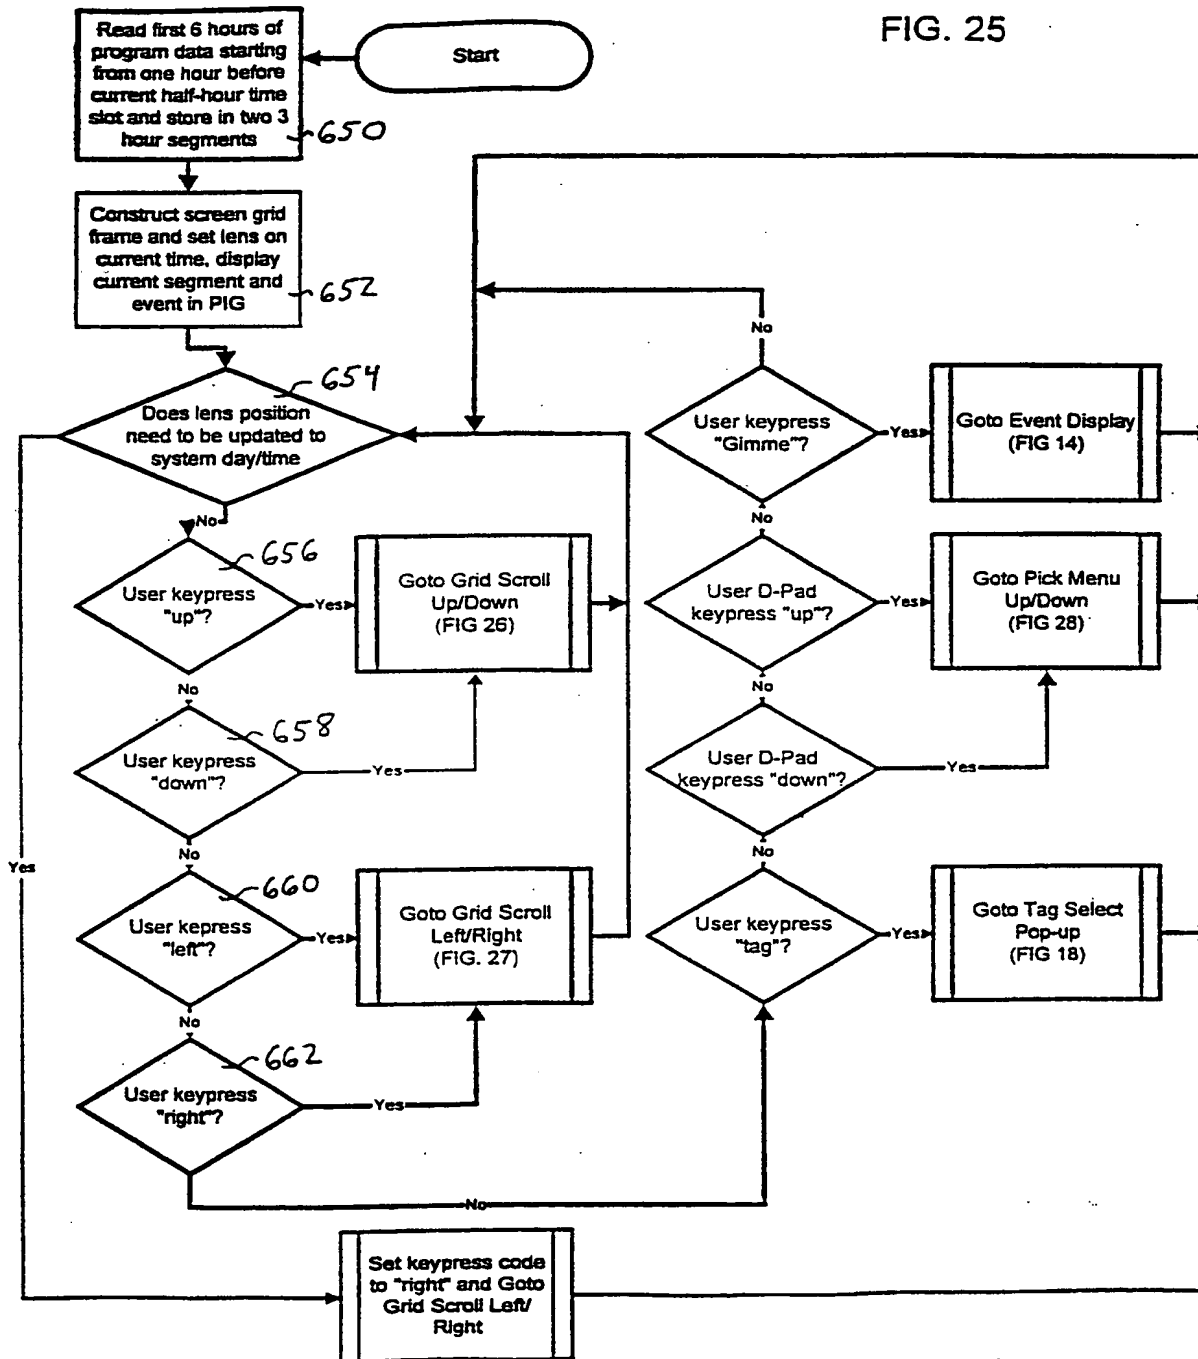 FIG. 25
Start
Read first 6 hours of
program data starting
from one hour before
current half-hour time
slot and store in two 3
hour segments
650
Construct screen grid
frame and set lens on
current time, display
current segment and
event in PIG
652
654
Does lens position
need to be updated to
system day/time
Yes
No
656
User keypress
"up"?
Yes
Goto Grid Scroll
Up/Down
(FIG 26)
No
658
User keypress
"down"?
Yes
No
660
User kepress
"left"?
Yes
Goto Grid Scroll
Left/Right
(FIG. 27)
No
662
User keypress
"right"?
Yes
No
No
User keypress
"Gimme"?
Yes
Goto Event Display
(FIG 14)
No
User D-Pad
keypress "up"?
Yes
Goto Pick Menu
Up/Down
(FIG 28)
No
User D-Pad
keypress "down"?
Yes
No
User keypress
"tag"?
Yes
Goto Tag Select
Pop-up
(FIG 18)
Set keypress code
to "right" and Goto
Grid Scroll Left/
Right